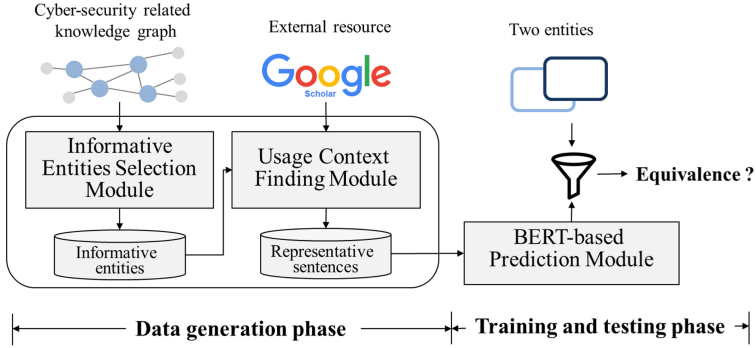 Cyber-security related
knowledge graph
External resource
Two entities
Google
Scholar
Informative
Entities Selection
Module
Usage Context
Finding Module
Equivalence ?
Informative
entities
Representative
sentences
BERT-based
Prediction Module
Data generation phase
Training and testing phase